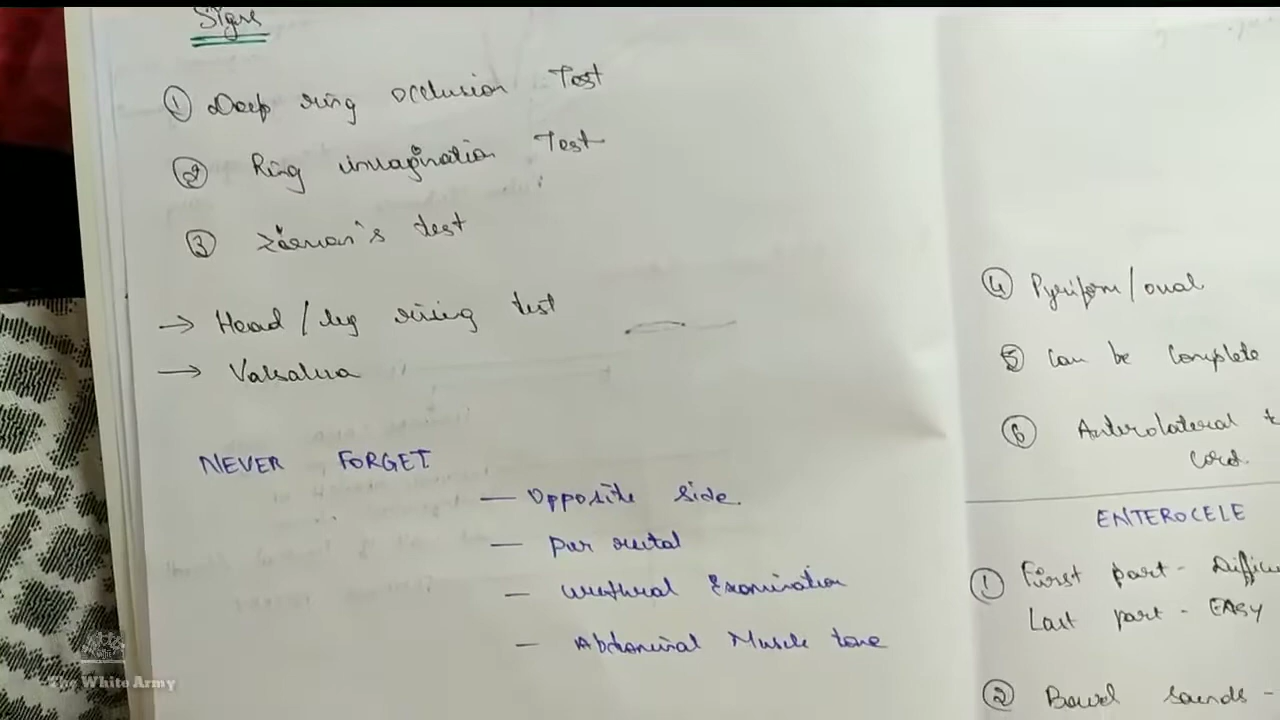 Signs
① Deep ring occlusion Test
② Ring invagination Test
③ Zieman's test
→ Head / leg rising test
→ Valsalva
NEVER FORGET
— Opposite side.
— Per rectal
— Urethral Examination
— Abdominal Muscle tone
④ Pyriform / oval
⑤ Can be Complete
⑥ Anterolateral
Cord.
ENTEROCELE
① First part -
Last part - EASY
② Bowel sounds -
The White Army